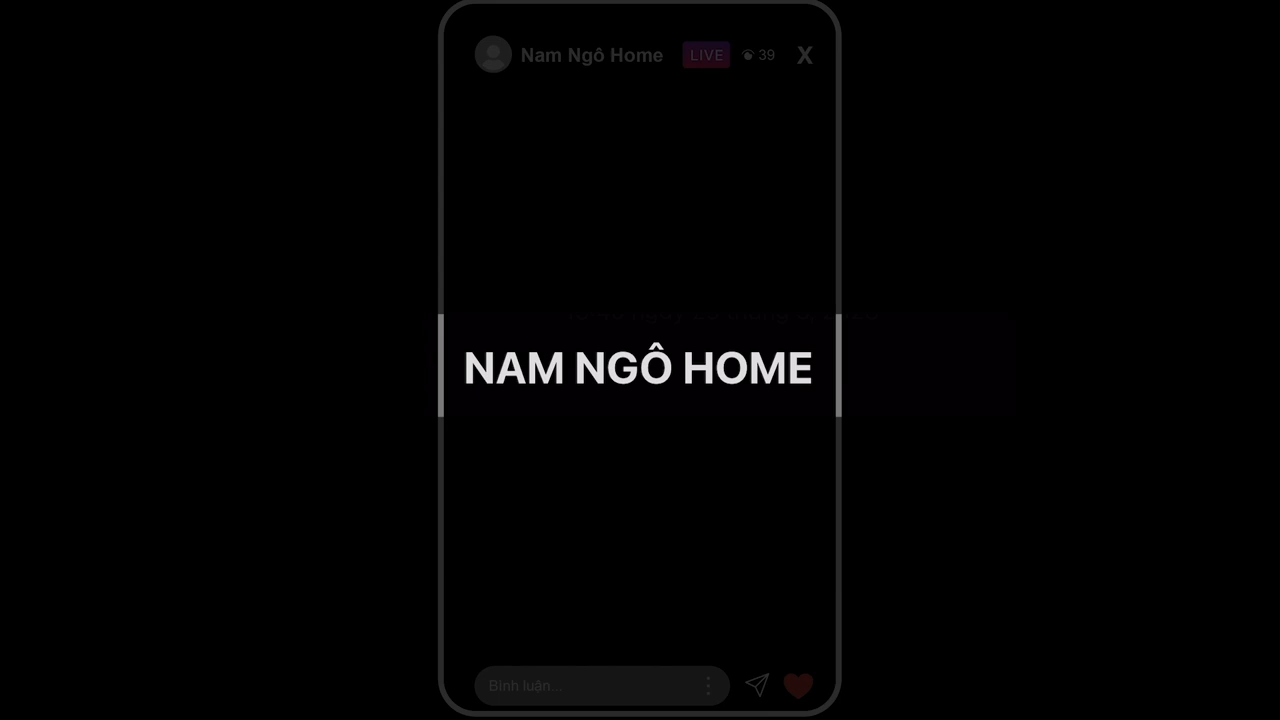 Nam Ngô Home
LIVE
39
X
NAM NGÔ HOME
Bình luận...